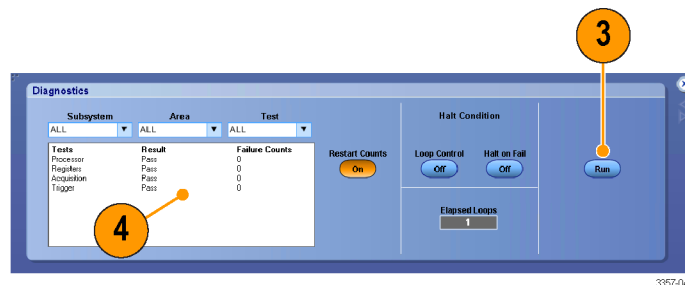 3
Diagnostics
Subsystem Area Test Halt Condition
ALL ALL ALL
Tests Result Failure Counts Restart Counts Loop Control Halt on Fail
Processor Pass 0
Registers Pass 0 On Off Off Run
Acquisition Pass 0
Trigger Pass 0
4
Elapsed Loops
1